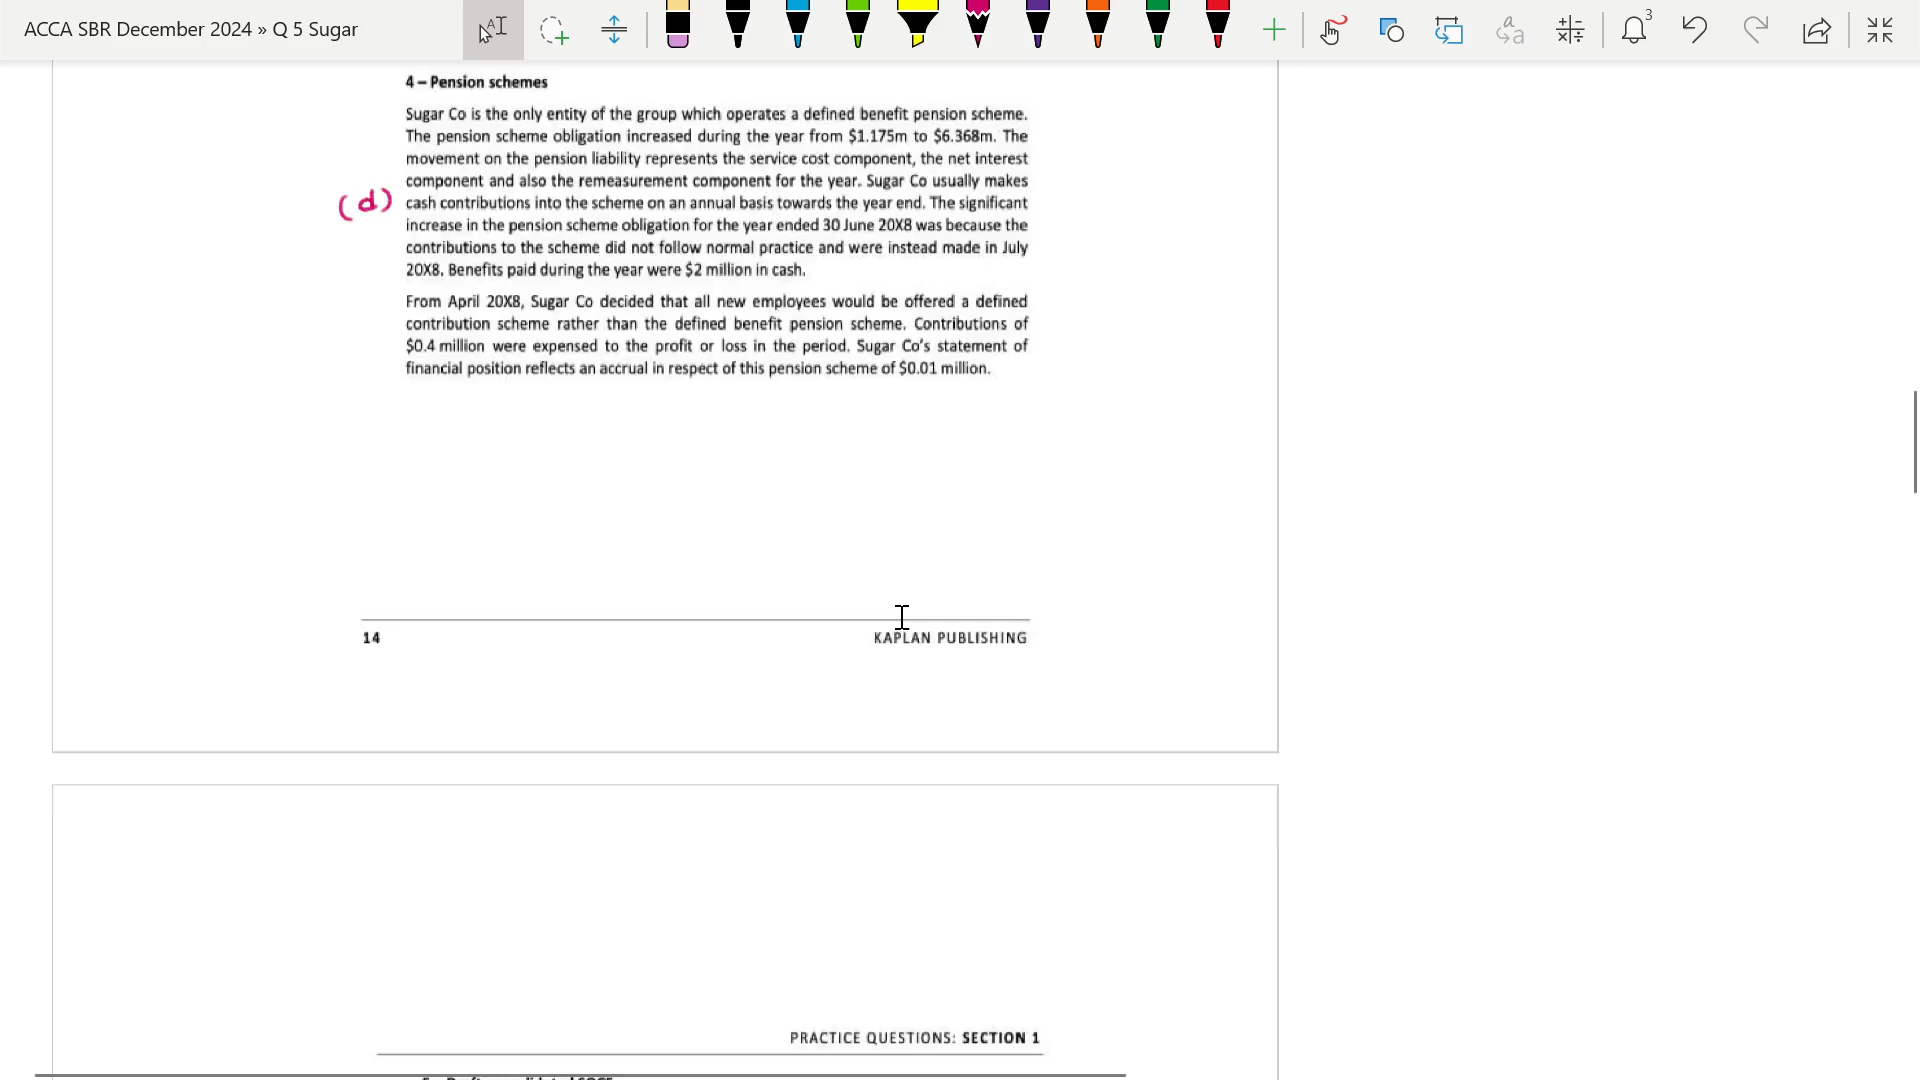 ACCA SBR December 2024 » Q 5 Sugar
3
4 – Pension schemes
Sugar Co is the only entity of the group which operates a defined benefit pension scheme.
The pension scheme obligation increased during the year from $1.175m to $6.368m. The
movement on the pension liability represents the service cost component, the net interest
component and also the remeasurement component for the year. Sugar Co usually makes
(d) cash contributions into the scheme on an annual basis towards the year end. The significant
increase in the pension scheme obligation for the year ended 30 June 20X8 was because the
contributions to the scheme did not follow normal practice and were instead made in July
20X8. Benefits paid during the year were $2 million in cash.
From April 20X8, Sugar Co decided that all new employees would be offered a defined
contribution scheme rather than the defined benefit pension scheme. Contributions of
$0.4 million were expensed to the profit or loss in the period. Sugar Co's statement of
financial position reflects an accrual in respect of this pension scheme of $0.01 million.
14 KAPLAN PUBLISHING
PRACTICE QUESTIONS: SECTION 1